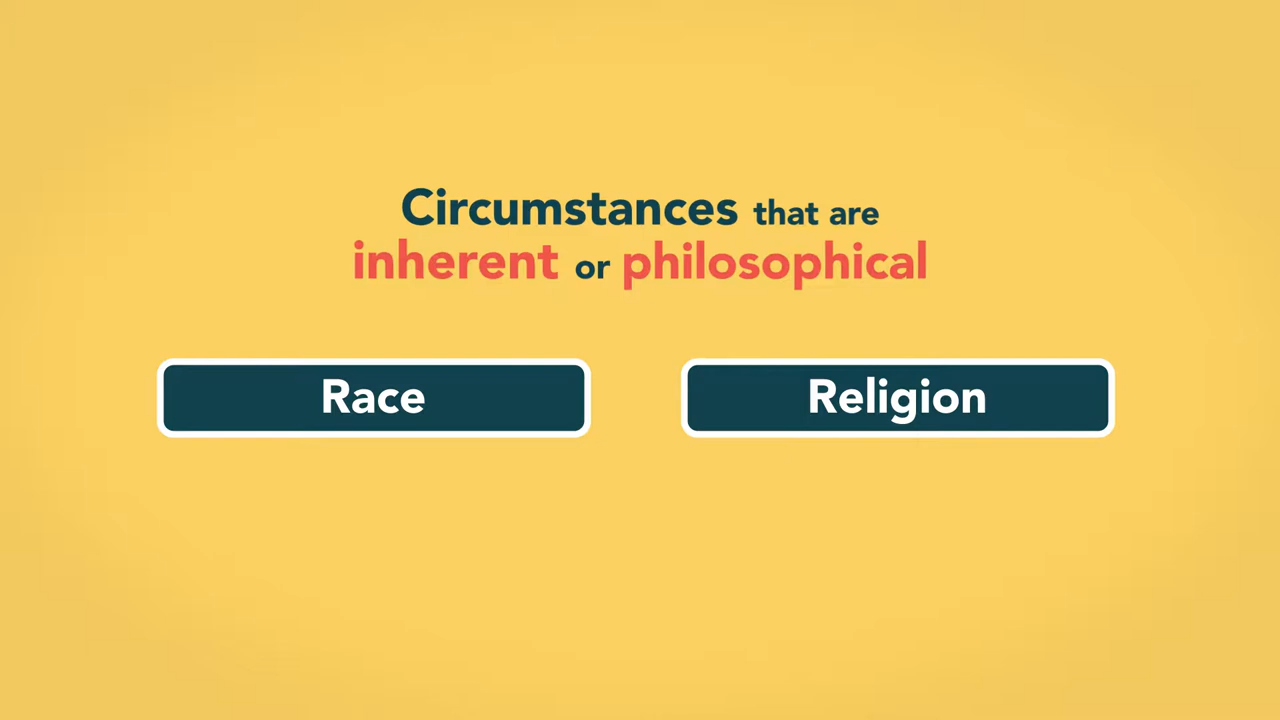 Circumstances that are
inherent or philosophical
Race
Religion